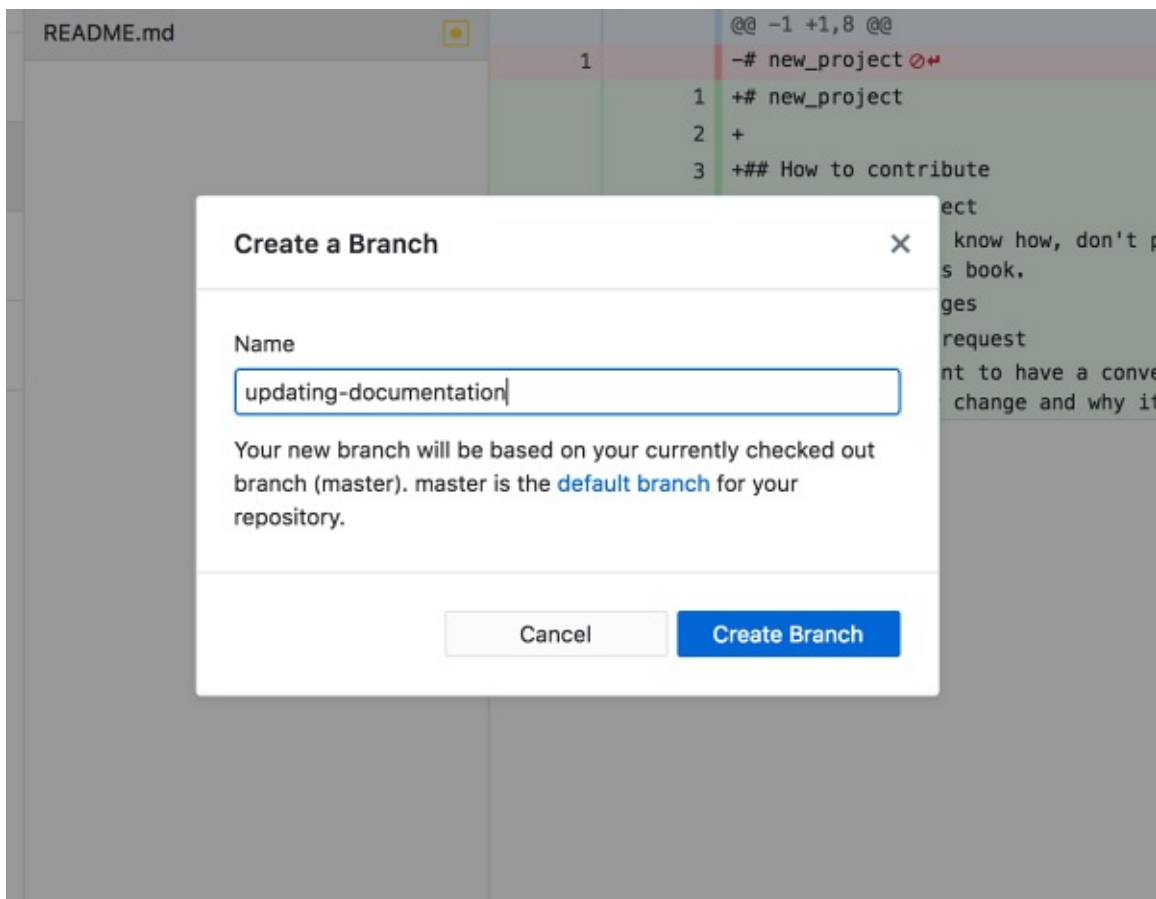 README.md
@@ -1 +1,8 @@
1 -# new_project
1 +# new_project
2 +
3 +## How to contribute
ect
know how, don't p
s book.
ges
request
nt to have a conve
change and why it
Create a Branch
Name
updating-documentation
Your new branch will be based on your currently checked out
branch (master). master is the default branch for your
repository.
Cancel
Create Branch